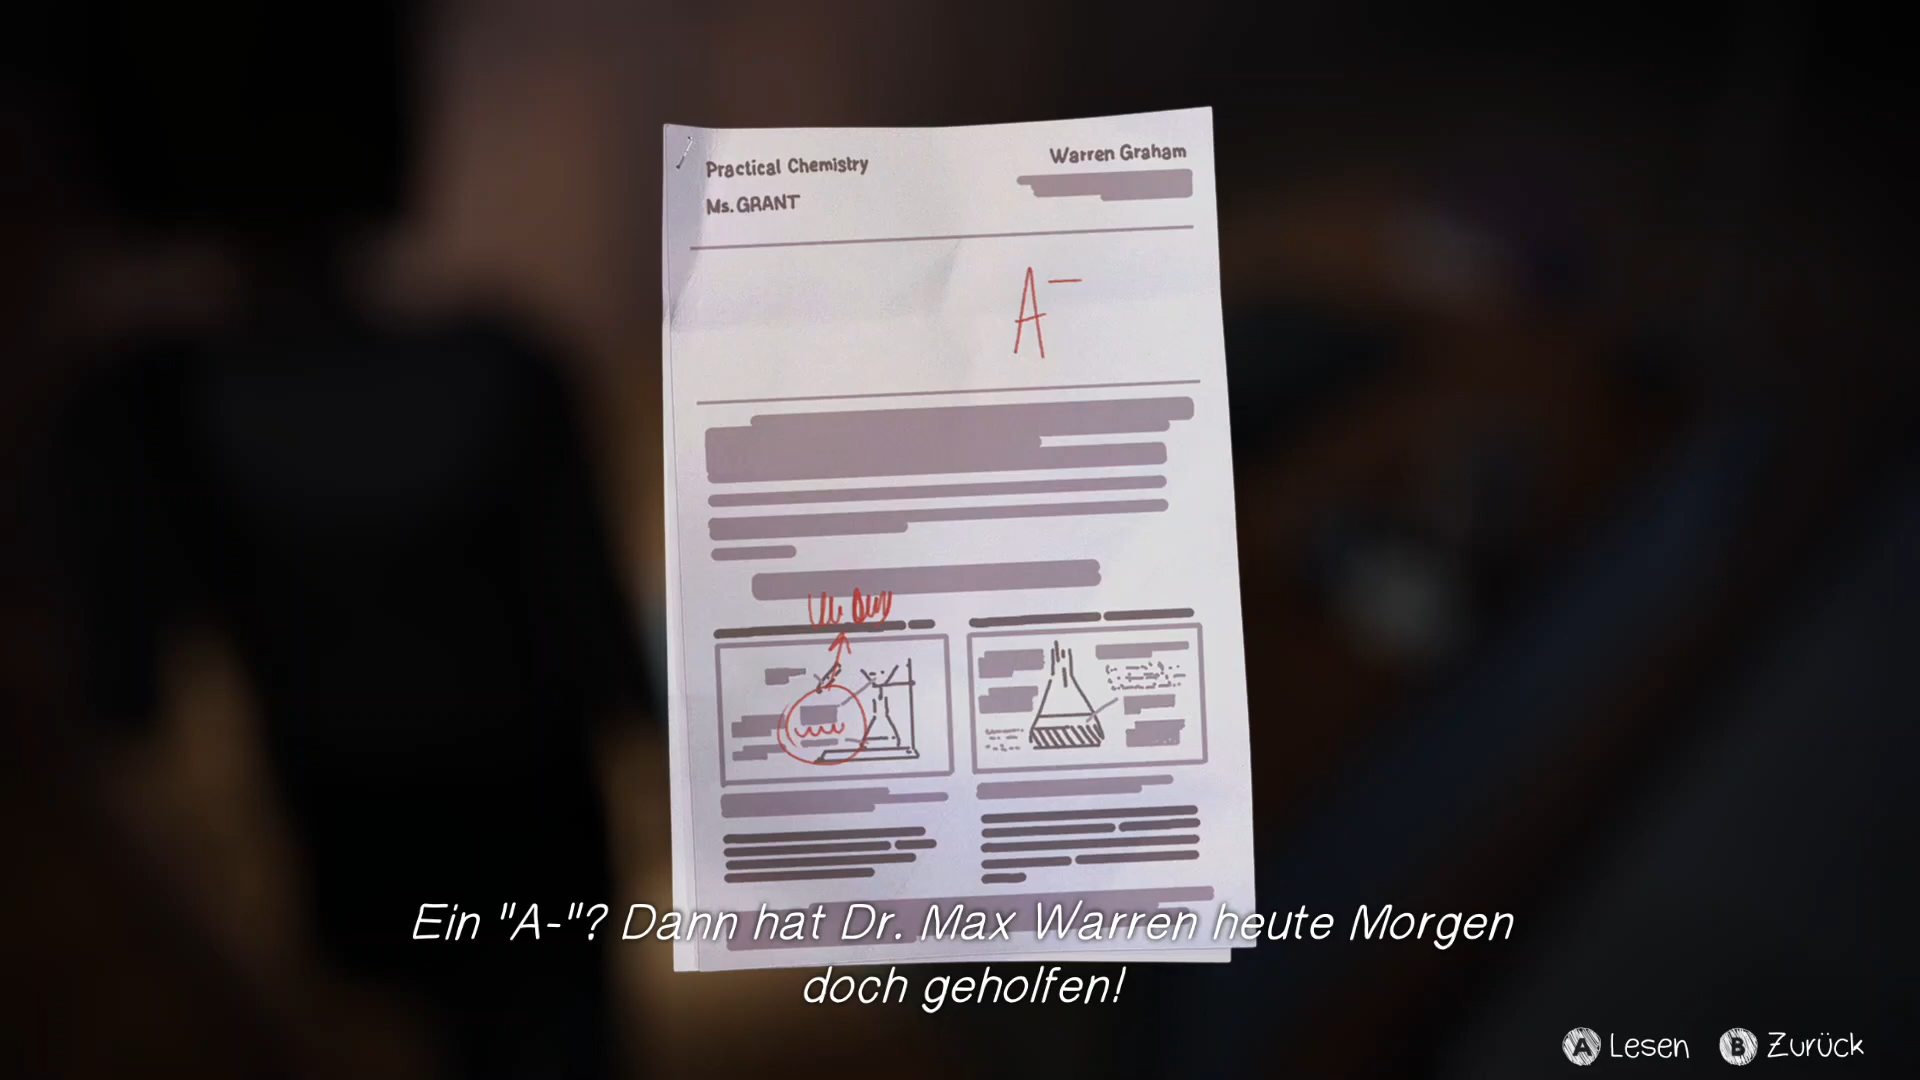 Practical Chemistry
Warren Graham
Ms. GRANT
A-
Ein "A-"? Dann hat Dr. Max Warren heute Morgen
doch geholfen!
A Lesen B Zurück